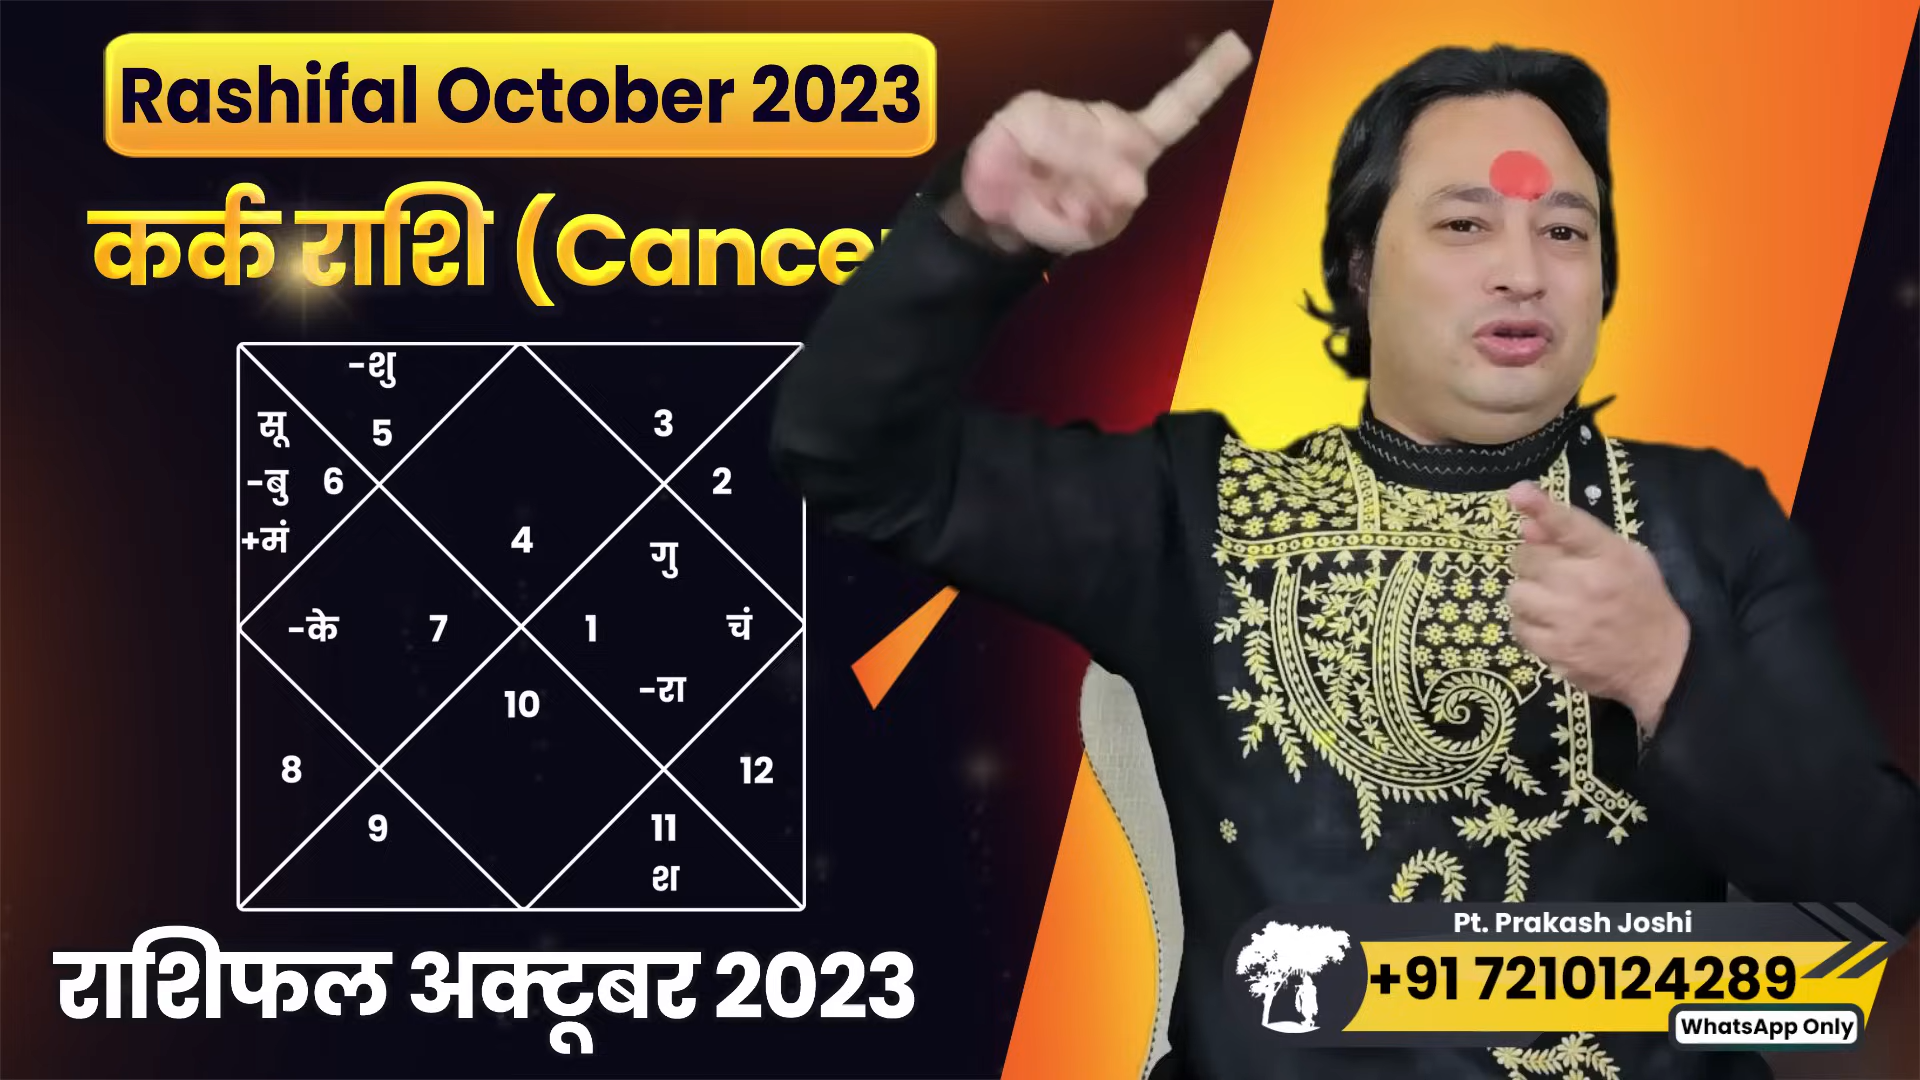 Rashifal October 2023
कर्क राशि (Cancer
-शु
सू
5
3
-बु
6
2
+मं
4
गु
-के
7
1
चं
10
-रा
8
12
9
11
श
राशिफल अक्टूबर 2023
Pt. Prakash Joshi
+91 7210124289
WhatsApp Only